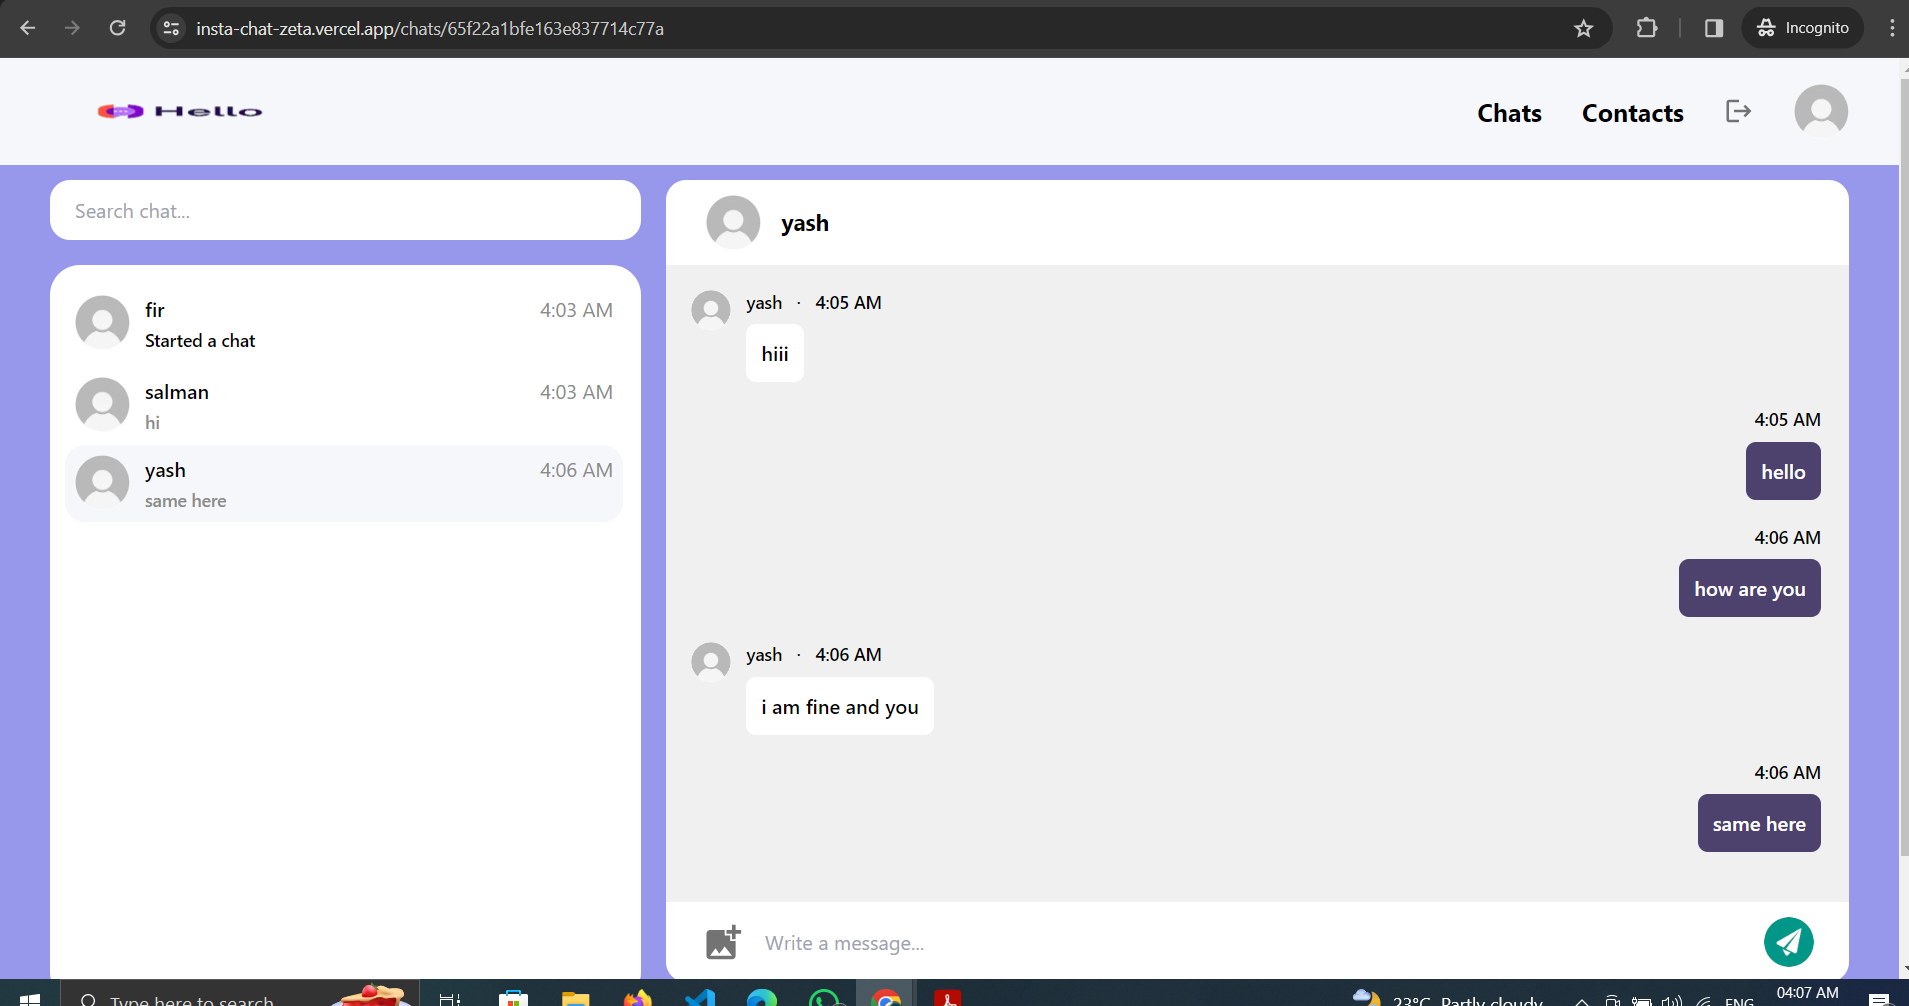 insta-chat-zeta.vercel.app/chats/65f22a1bfe163e837714c77a
Incognito
Hello
Chats
Contacts
Search chat...
fir
4:03 AM
Started a chat
salman
4:03 AM
hi
yash
4:06 AM
same here
yash
yash · 4:05 AM
hiii
4:05 AM
hello
4:06 AM
how are you
yash · 4:06 AM
i am fine and you
4:06 AM
same here
Write a message...
Type here to search
23°C Partly cloudy
ENG
04:07 AM